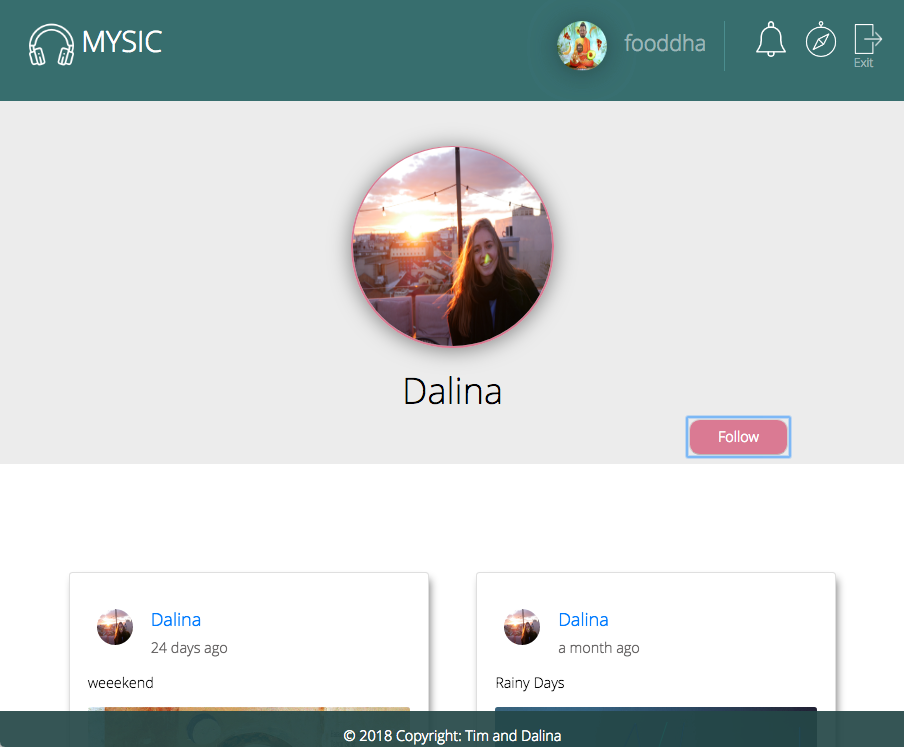 MYSIC
fooddha
Exit
Dalina
Follow
Dalina
24 days ago
weeekend
Dalina
a month ago
Rainy Days
© 2018 Copyright: Tim and Dalina